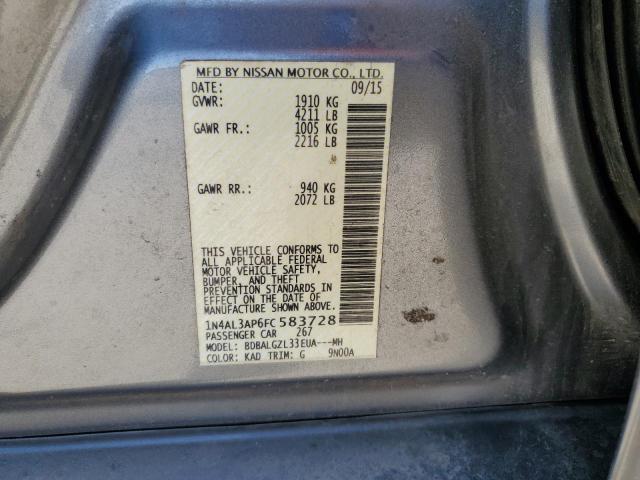 MFD BY NISSAN MOTOR CO., LTD.
DATE: 09/15
GVWR: 1910 KG
4211 LB
GAWR FR.: 1005 KG
2216 LB
GAWR RR.: 940 KG
2072 LB
THIS VEHICLE CONFORMS TO
ALL APPLICABLE FEDERAL
MOTOR VEHICLE SAFETY,
BUMPER, AND THEFT
PREVENTION STANDARDS IN
EFFECT ON THE DATE OF
MANUFACTURE SHOWN ABOVE.
1N4AL3AP6FC583728
PASSENGER CAR 267
MODEL: BDBALGZL33EUA---MH
COLOR: KAD TRIM: G 9N00A